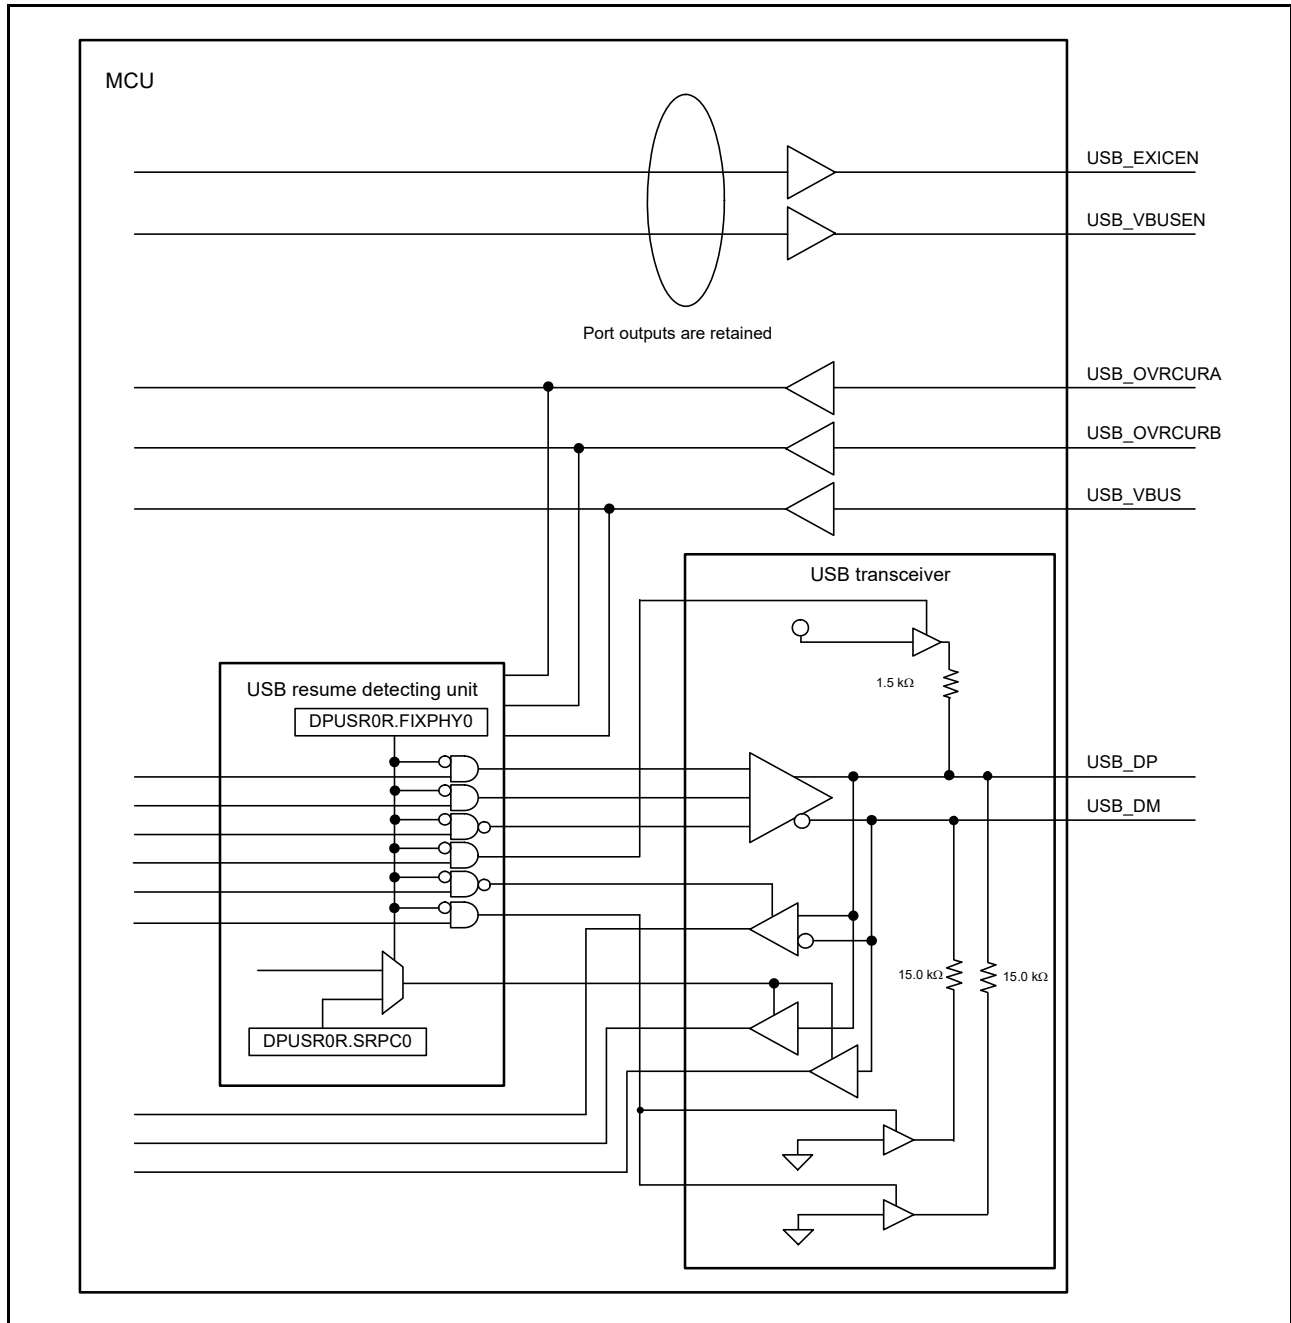 MCU
USB_EXICEN
USB_VBUSEN
Port outputs are retained
USB_OVRCURA
USB_OVRCURB
USB_VBUS
USB transceiver
1.5 kΩ
USB resume detecting unit
DPUSR0R.FIXPHY0
USB_DP
USB_DM
15.0 kΩ
15.0 kΩ
DPUSR0R.SRPC0